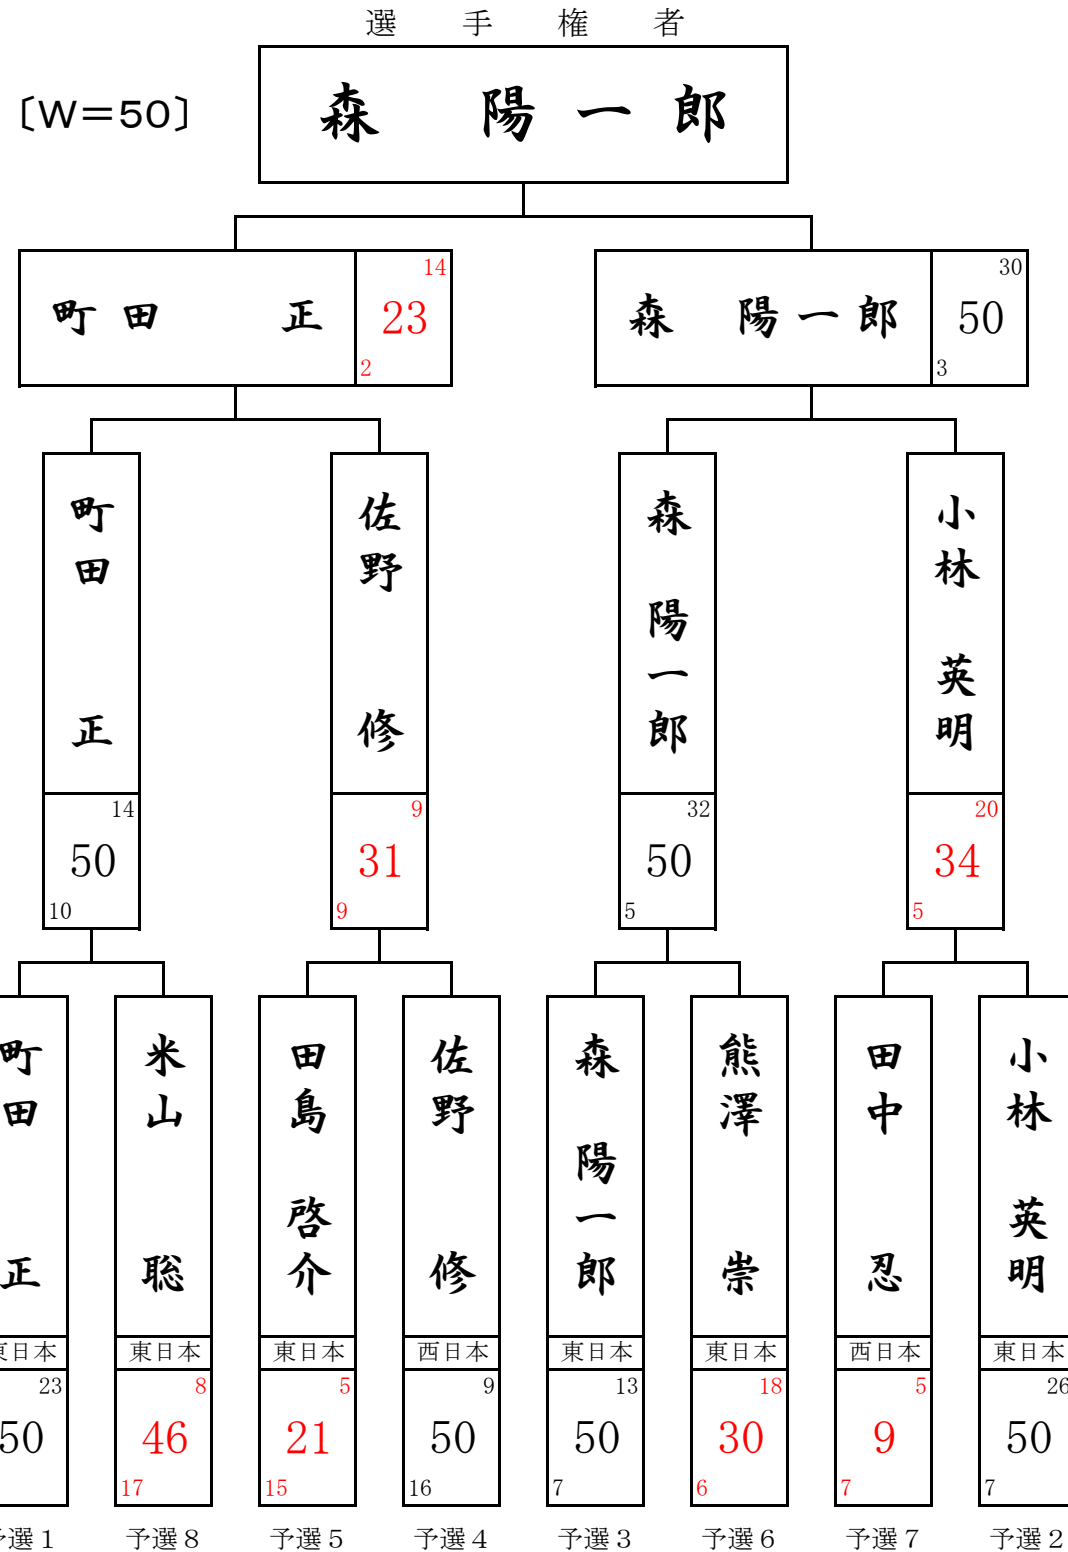 選手権者
〔W=50〕
森 陽一郎
町田 正
14
23
2
森 陽一郎
30
50
3
町田 正
14
50
10
佐野 修
9
31
9
森 陽一郎
32
50
5
小林 英明
20
34
5
町田 正
東日本
23
50
予選1
米山 聡
東日本
8
46
17
予選8
田島 啓介
東日本
5
21
15
予選5
佐野 修
西日本
9
50
16
予選4
森 陽一郎
東日本
13
50
7
予選3
熊澤 崇
東日本
18
30
6
予選6
田中 忍
西日本
5
9
7
予選7
小林 英明
東日本
26
50
7
予選2